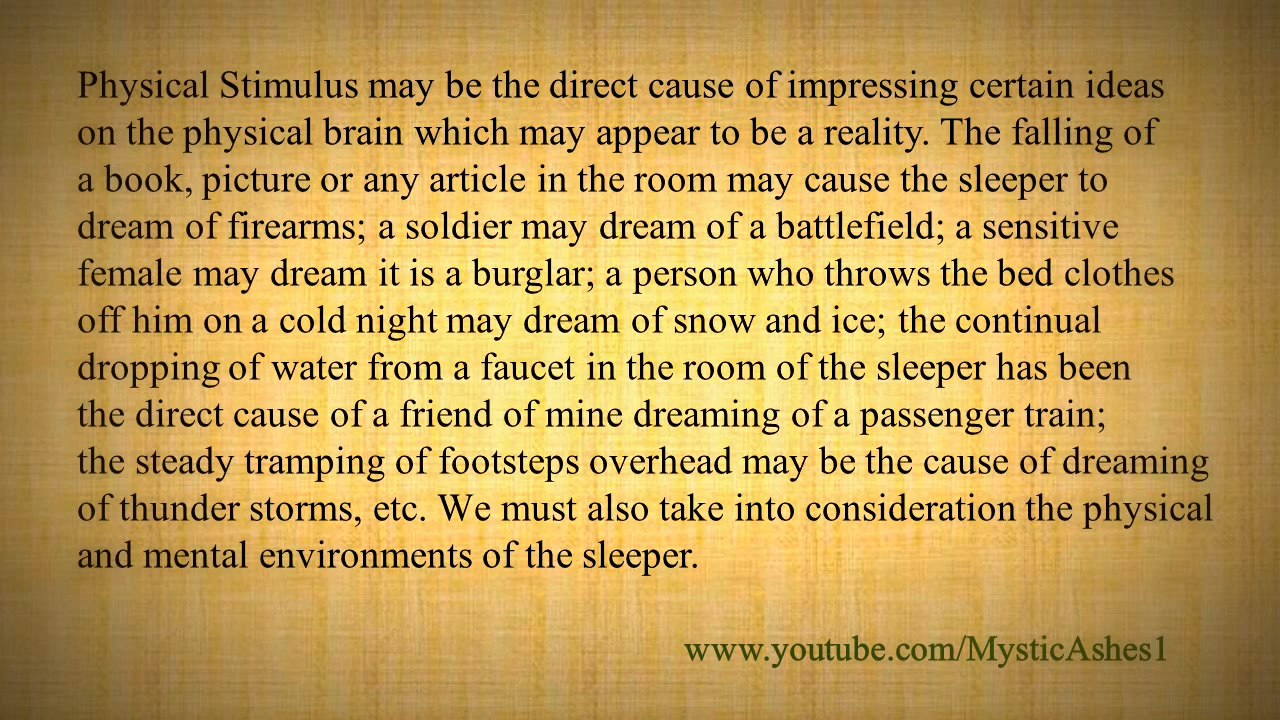 Physical Stimulus may be the direct cause of impressing certain ideas
on the physical brain which may appear to be a reality. The falling of
a book, picture or any article in the room may cause the sleeper to
dream of firearms; a soldier may dream of a battlefield; a sensitive
female may dream it is a burglar; a person who throws the bed clothes
off him on a cold night may dream of snow and ice; the continual
dropping of water from a faucet in the room of the sleeper has been
the direct cause of a friend of mine dreaming of a passenger train;
the steady tramping of footsteps overhead may be the cause of dreaming
of thunder storms, etc. We must also take into consideration the physical
and mental environments of the sleeper.
www.youtube.com/MysticAshes1